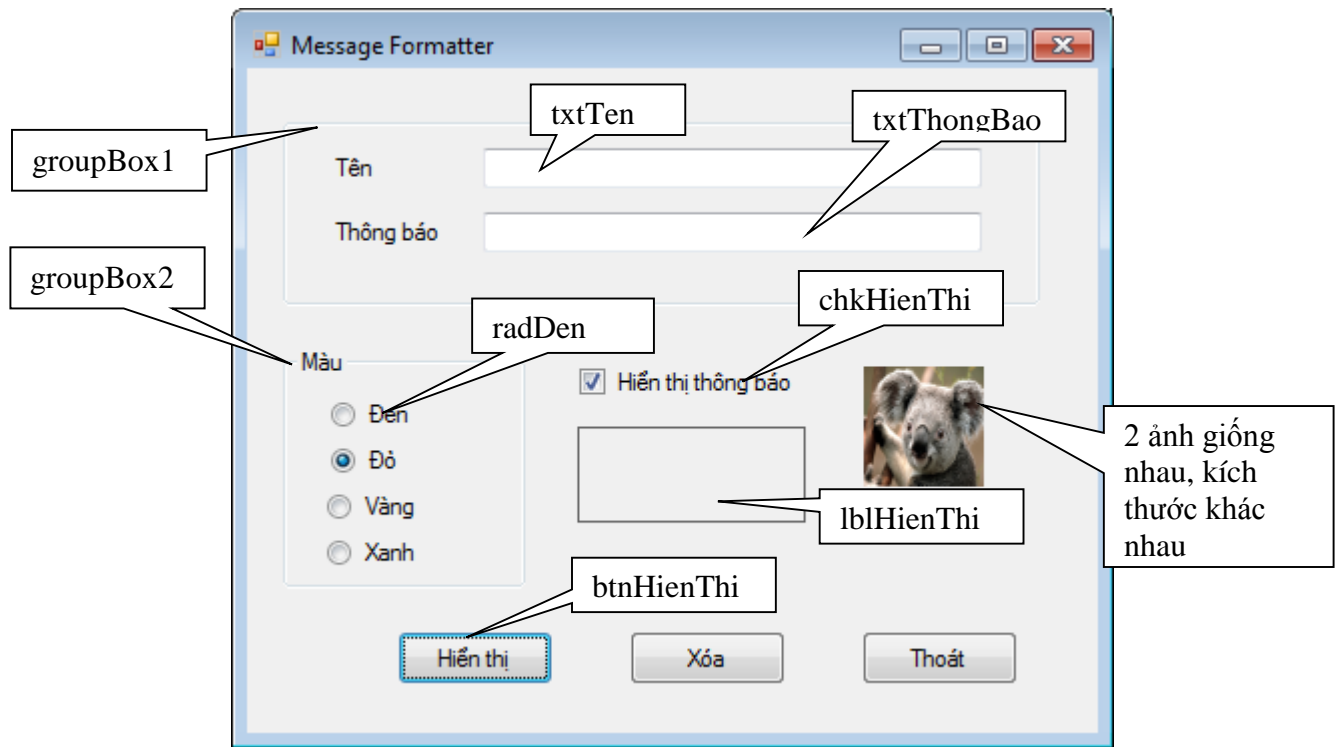 Message Formatter
txtTen
txtThongBao
groupBox1
Tên
Thông báo
groupBox2
chkHienThi
radDen
Màu
Hiển thị thông báo
Đen
Đỏ
Vàng
Xanh
2 ảnh giống
nhau, kích
thước khác
nhau
lblHienThi
btnHienThi
Hiển thị
Xóa
Thoát